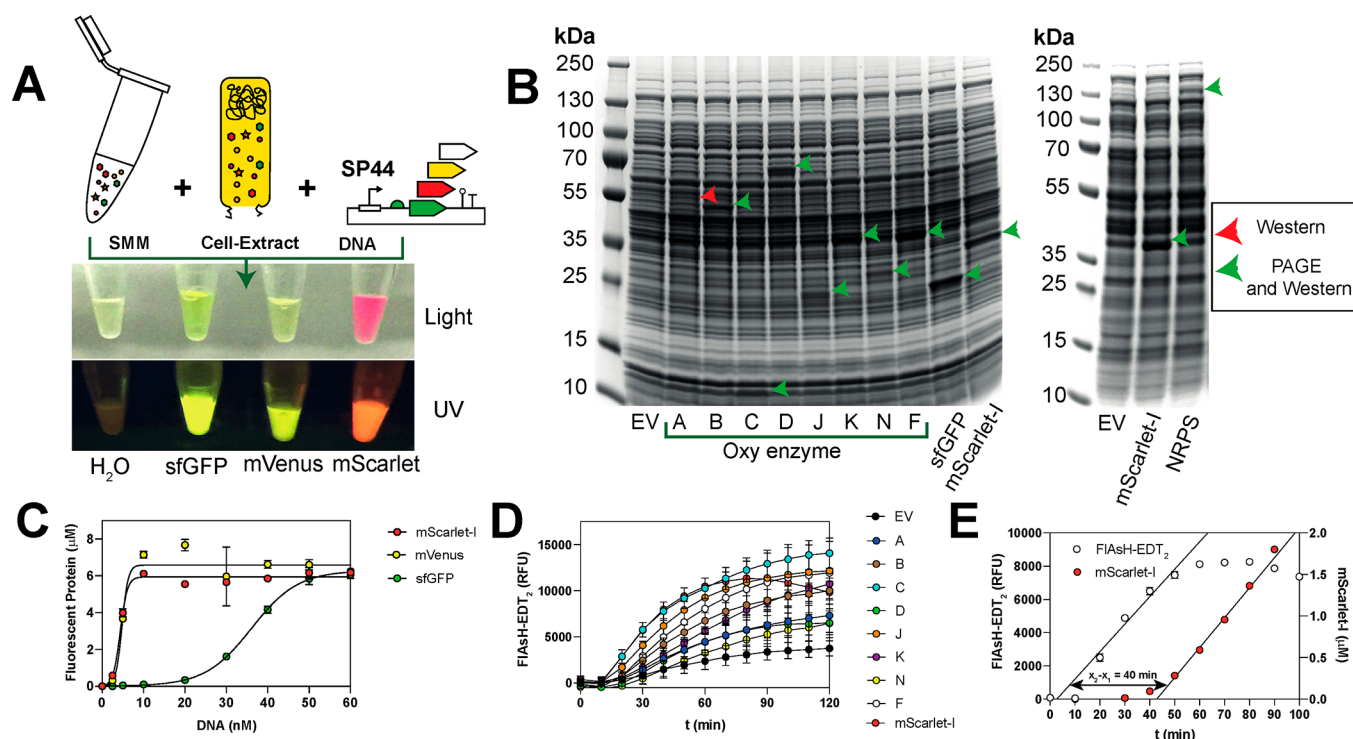 A
SP44
+
+
SMM
Cell-Extract
DNA
Light
UV
H2O
sfGFP
mVenus
mScarlet
B
kDa
250
130
100
70
55
35
25
15
10
EV
A
B
C
D
J
K
N
F
sfGFP
mScarlet-I
Oxy enzyme
kDa
250
130
100
70
55
35
25
15
10
EV
mScarlet-I
NRPS
Western
PAGE
and Western
C
Fluorescent Protein (μM)
8
6
4
2
0
0 10 20 30 40 50 60
DNA (nM)
mScarlet-I
mVenus
sfGFP
D
FlAsH-EDT2 (RFU)
15000
10000
5000
0
0 30 60 90 120
t (min)
EV
A
B
C
D
J
K
N
F
mScarlet-I
E
FlAsH-EDT2 (RFU)
10000
8000
6000
4000
2000
0
FlAsH-EDT2
mScarlet-I
x2-x1 = 40 min
0 10 20 30 40 50 60 70 80 90 100
t (min)
2.0
1.5
1.0
0.5
0.0
mScarlet-I (μM)